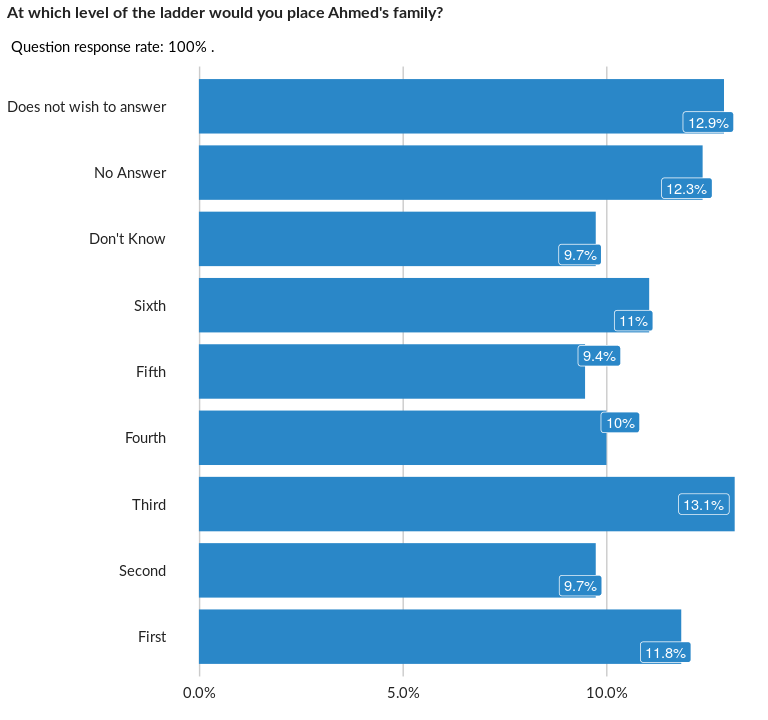 At which level of the ladder would you place Ahmed's family?
Question response rate: 100% .
Does not wish to answer
12.9%
No Answer
12.3%
Don't Know
9.7%
Sixth
11%
Fifth
9.4%
Fourth
10%
Third
13.1%
Second
9.7%
First
11.8%
0.0% 5.0% 10.0%